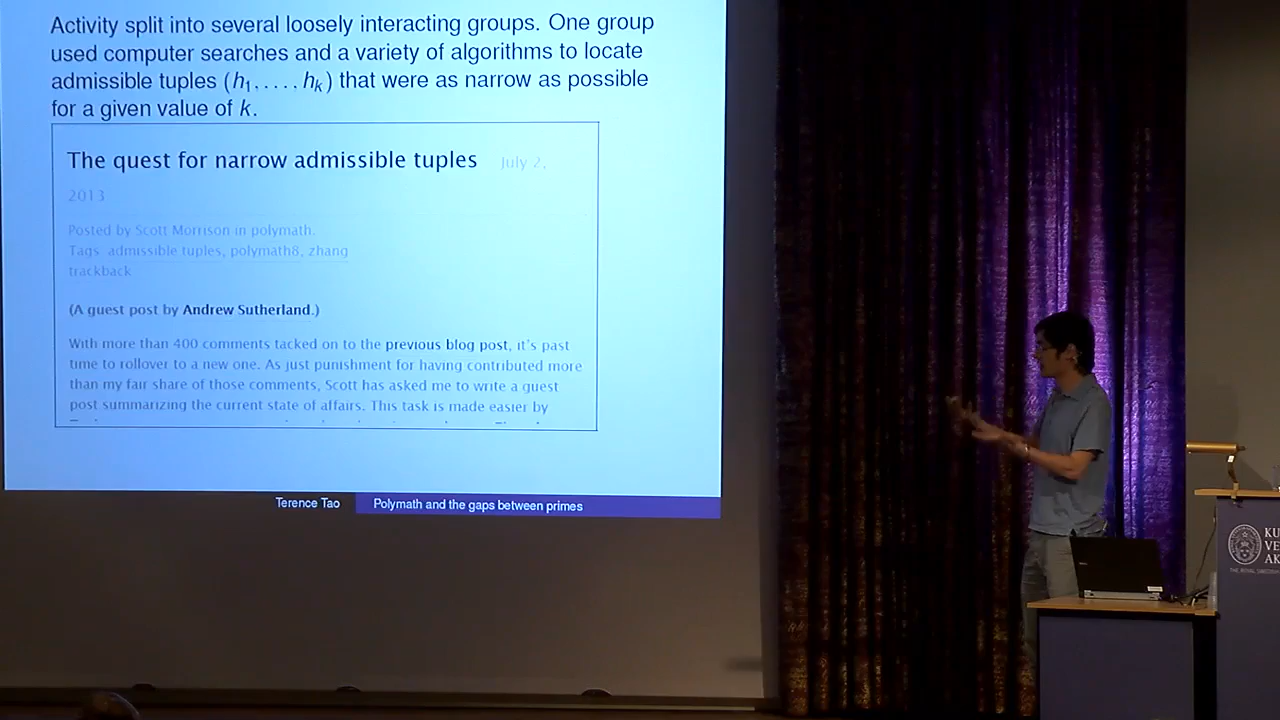 Activity split into several loosely interacting groups. One group
used computer searches and a variety of algorithms to locate
admissible tuples (h1, . . . , hk) that were as narrow as possible
for a given value of k.
The quest for narrow admissible tuples July 2,
2013
Posted by Scott Morrison in polymath.
Tags: admissible tuples, polymath8, zhang
trackback
(A guest post by Andrew Sutherland.)
With more than 400 comments tacked on to the previous blog post, it's past
time to rollover to a new one. As just punishment for having contributed more
than my fair share of those comments, Scott has asked me to write a guest
post summarizing the current state of affairs. This task is made easier by
Terence Tao Polymath and the gaps between primes
KU
VE
AK